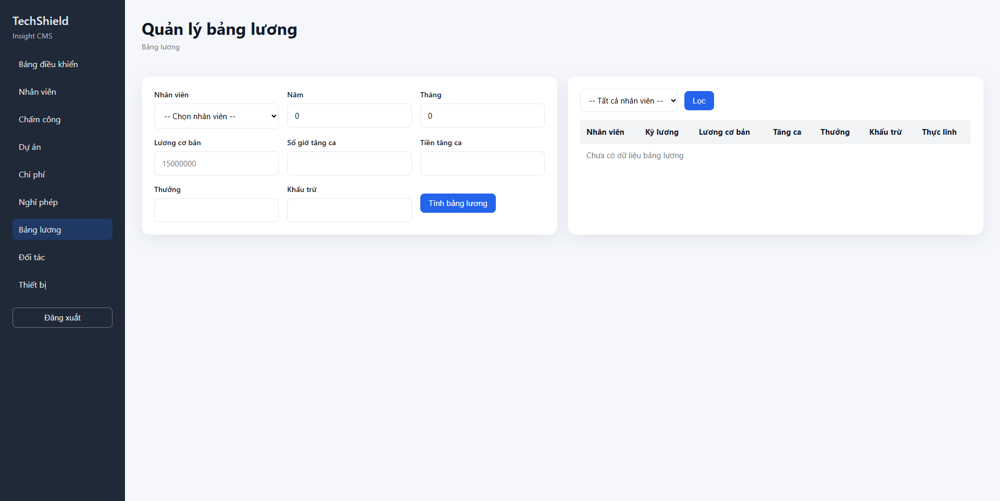 TechShield
Insight CMS
Bảng điều khiển
Nhân viên
Chấm công
Dự án
Chi phí
Nghỉ phép
Bảng lương
Đối tác
Thiết bị
Đăng xuất
Quản lý bảng lương
Bảng lương
Nhân viên Năm Tháng
-- Chọn nhân viên -- 0 0
Lương cơ bản Số giờ tăng ca Tiền tăng ca
15000000
Thưởng Khấu trừ
Tính bảng lương
-- Tất cả nhân viên -- Lọc
Nhân viên Kỳ lương Lương cơ bản Tăng ca Thưởng Khấu trừ Thực lĩnh
Chưa có dữ liệu bảng lương